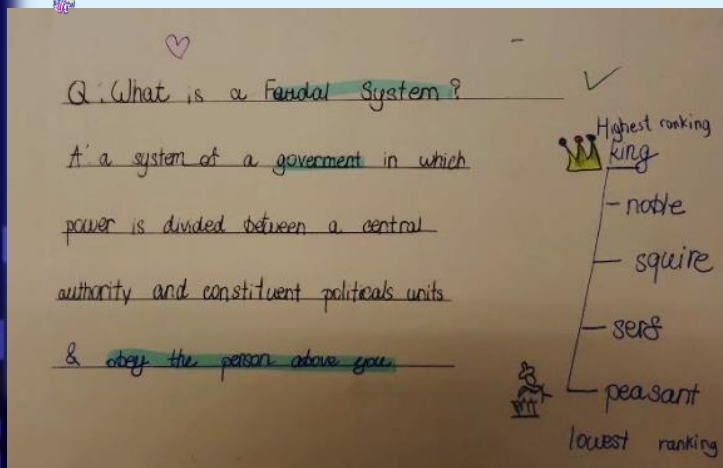 Q: What is a Feudal System?
A: a system of a goverment in which
power is divided between a central
authority and constituent politicals units
& obey the person above you
Highest ranking
king
- noble
- squire
- serf
- peasant
lowest ranking